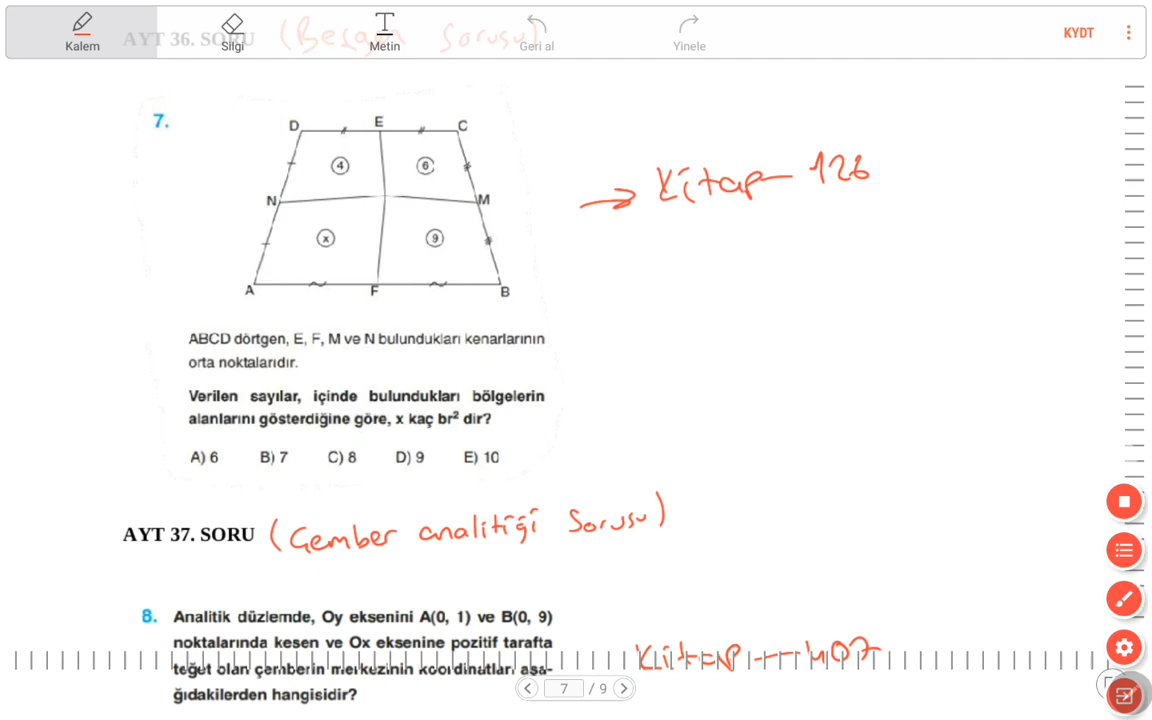 Kalem
Silgi
Metin
Geri al
Yinele
KYDT
AYT 36. SORU (Beşgen Sorusu)
7.
D E C
4 6
N M
x 9
A F B
→ Kitap - 126
ABCD dörtgen, E, F, M ve N bulundukları kenarlarının
orta noktalarıdır.
Verilen sayılar, içinde bulundukları bölgelerin
alanlarını gösterdiğine göre, x kaç br² dir?
A) 6 B) 7 C) 8 D) 9 E) 10
AYT 37. SORU (Çember analitiği Sorusu)
8. Analitik düzlemde, Oy eksenini A(0, 1) ve B(0, 9)
noktalarında kesen ve Ox eksenine pozitif tarafta
teğet olan çemberin merkezinin koordinatları aşa-
ğıdakilerden hangisidir?
Kitap --- 407
7 / 9